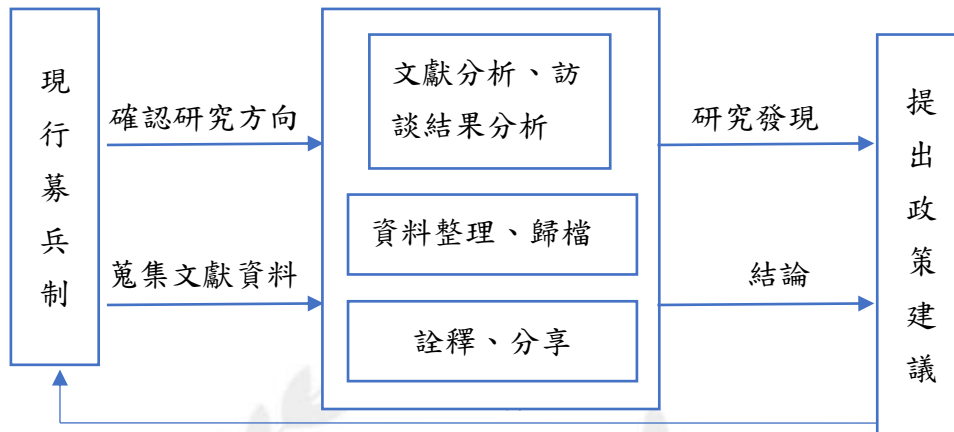 現行募兵制
確認研究方向
蒐集文獻資料
文獻分析、訪
談結果分析
資料整理、歸檔
詮釋、分享
研究發現
結論
提出政策建議